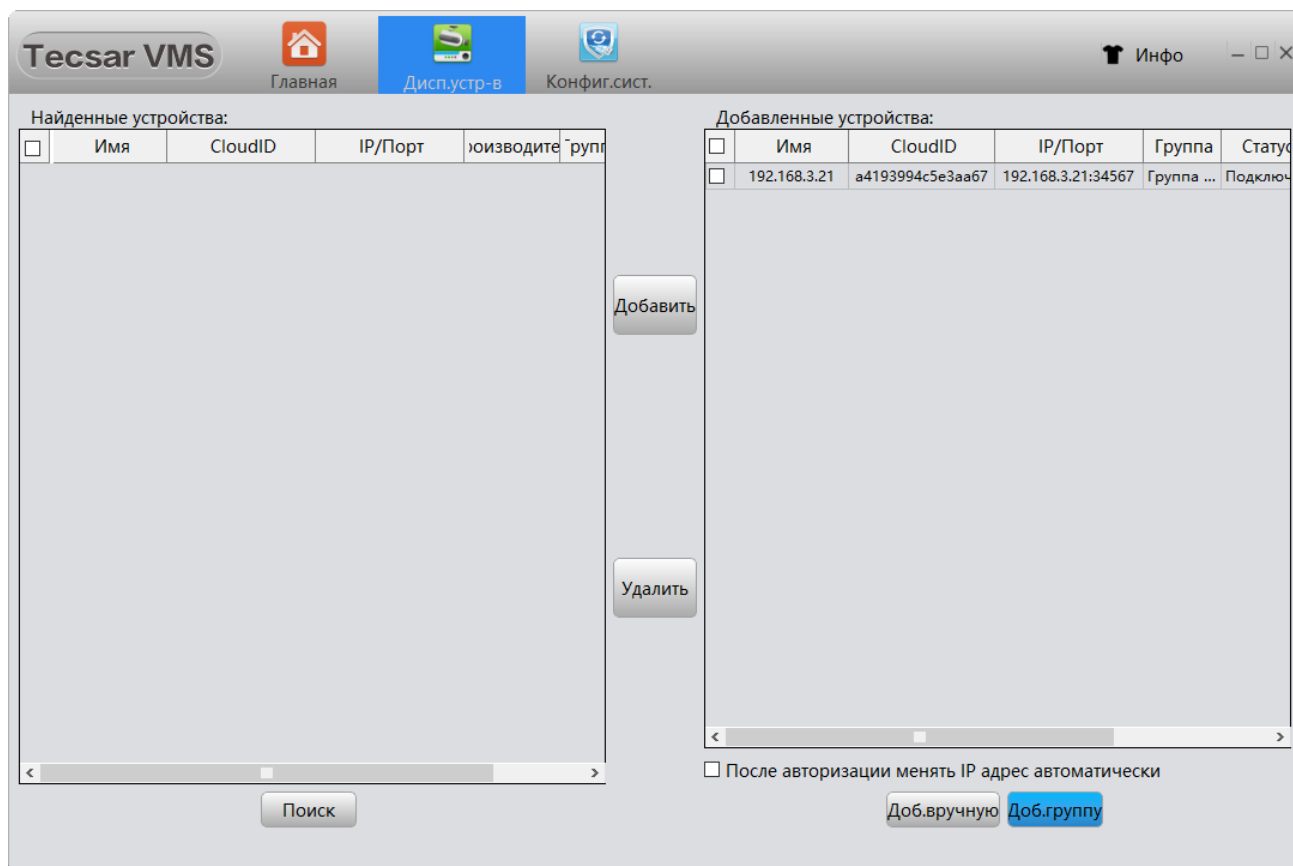 Tecsar VMS
Главная
Дисп.устр-в
Конфиг.сист.
Инфо
Найденные устройства:
Имя CloudID IP/Порт роизводите Групп
Добавленные устройства:
Имя CloudID IP/Порт Группа Статус
192.168.3.21 a4193994c5e3aa67 192.168.3.21:34567 Группа ... Подключ
Добавить
Удалить
После авторизации менять IP адрес автоматически
Поиск
Доб.вручную Доб.группу